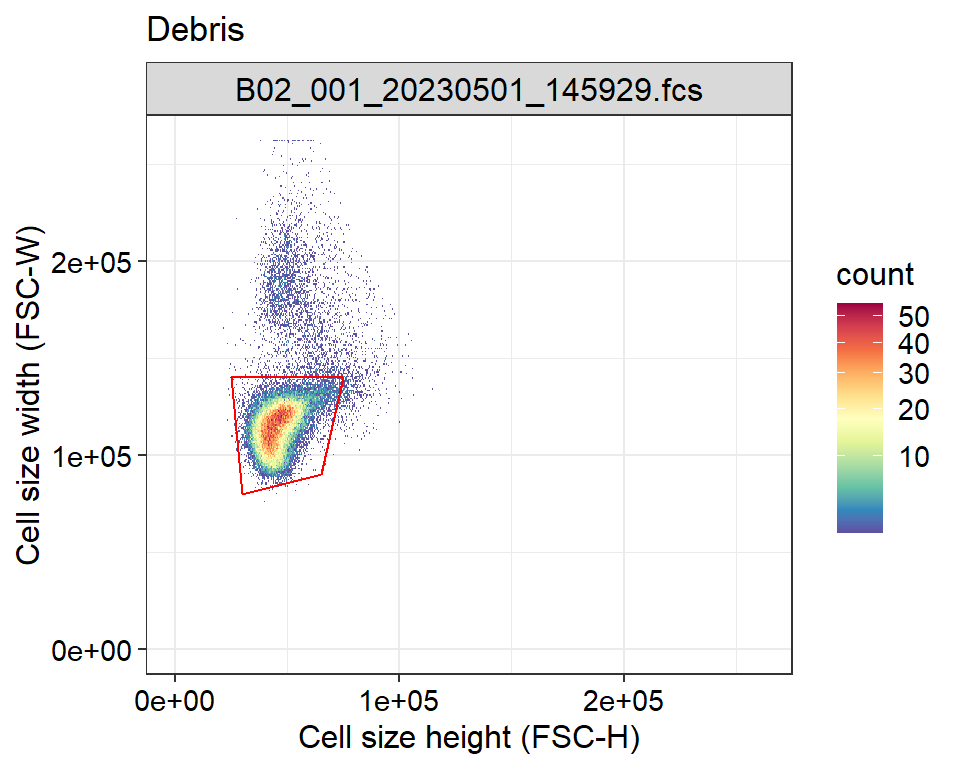 Debris
B02_001_20230501_145929.fcs
Cell size width (FSC-W)
2e+05
1e+05
0e+00
0e+00 1e+05 2e+05
Cell size height (FSC-H)
count
50
40
30
20
10